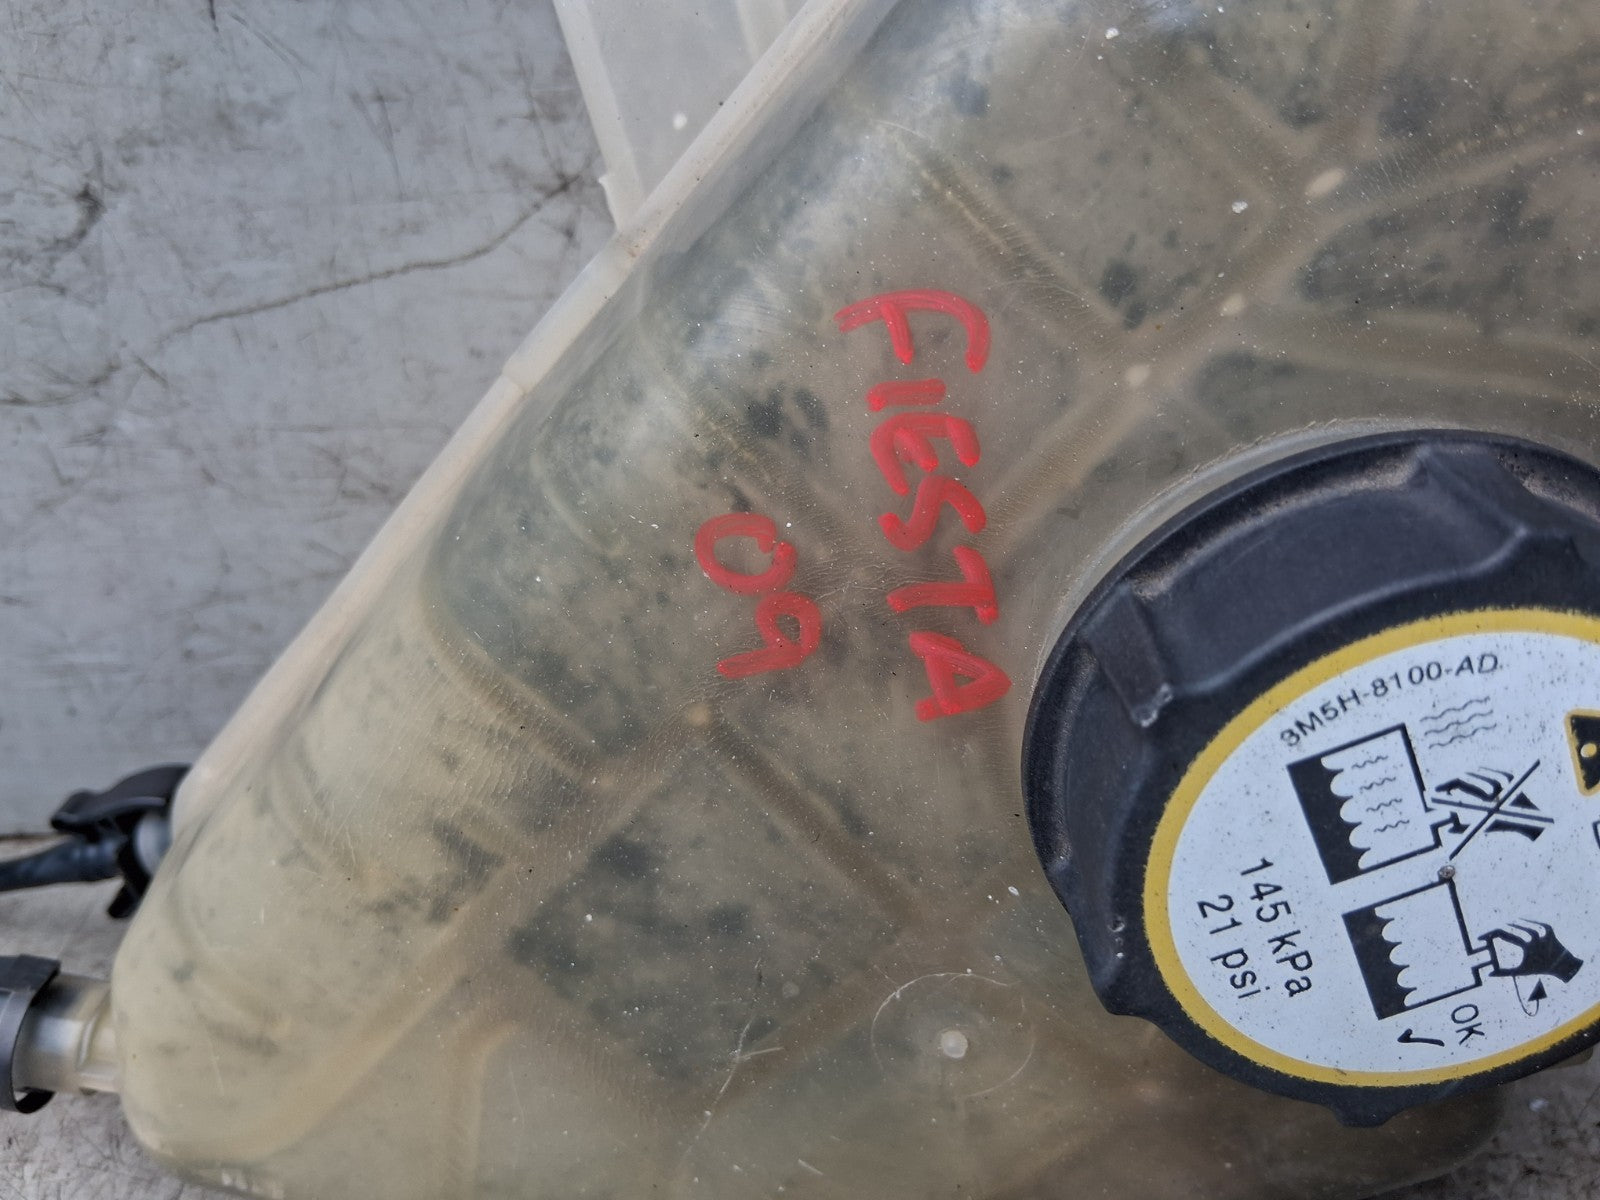 FIESTA
09
3M5H-8100-AD
145 kPa
21 psi
OK